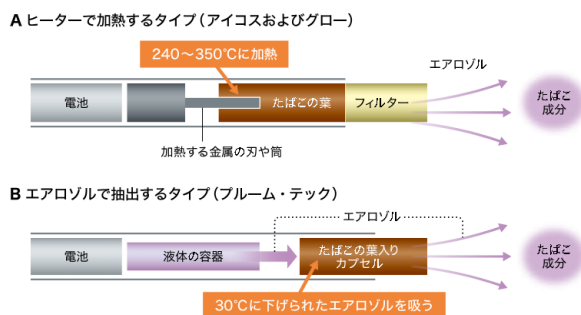 A ヒーターで加熱するタイプ（アイコスおよびグロー）
240～350℃に加熱
エアロゾル
電池
たばこの葉
フィルター
たばこ
成分
加熱する金属の刃や筒
B エアロゾルで抽出するタイプ（プルーム・テック）
エアロゾル
電池
液体の容器
たばこの葉入り
カプセル
たばこ
成分
30℃に下げられたエアロゾルを吸う